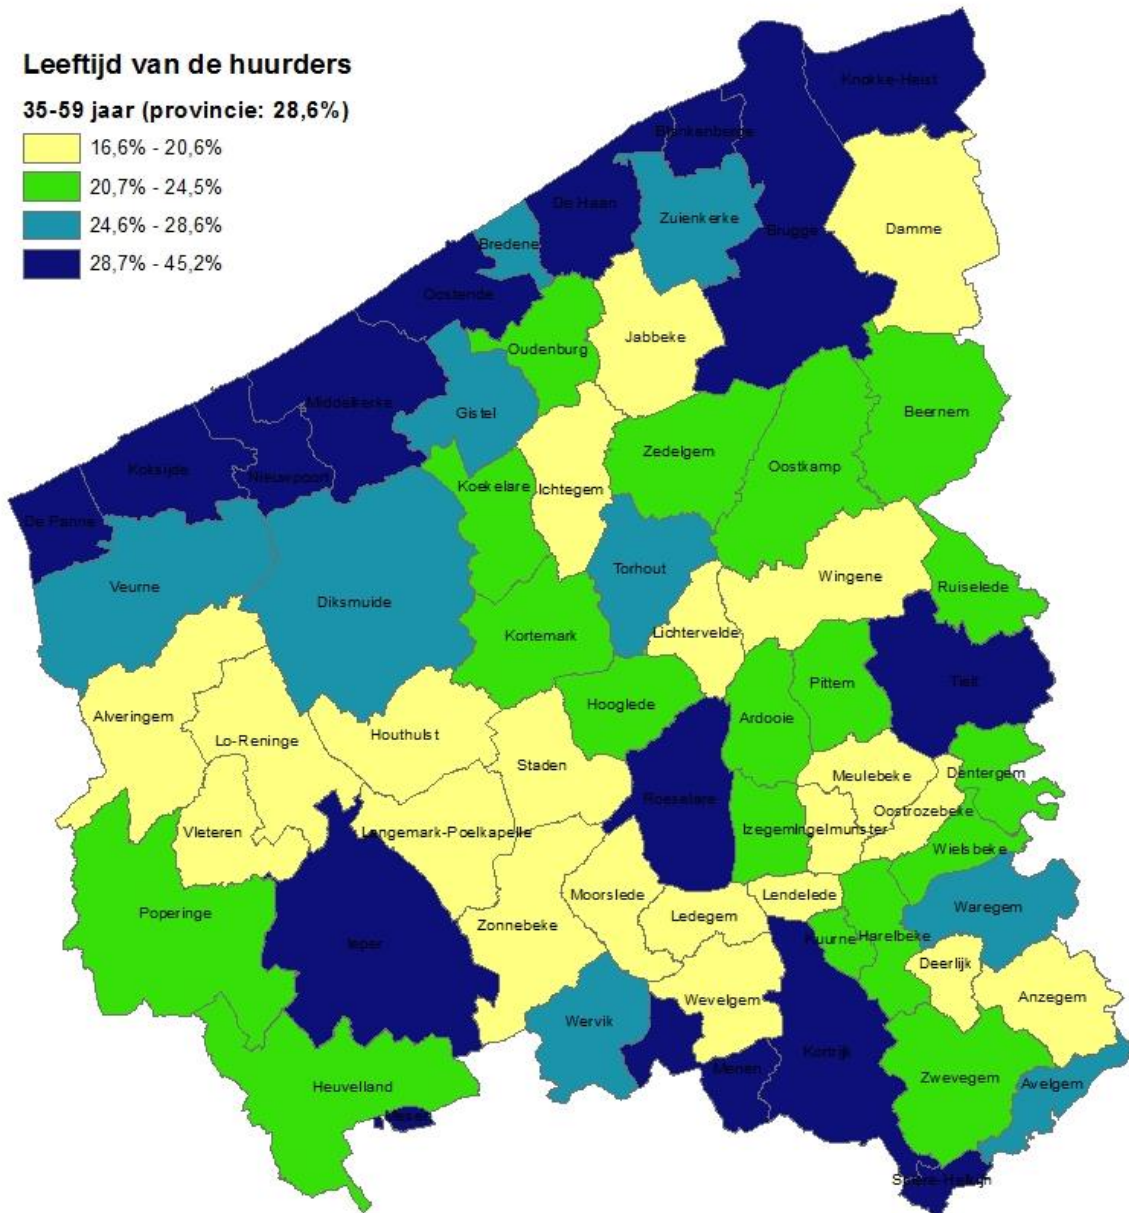 Leeftijd van de huurders
35-59 jaar (provincie: 28,6%)
16,6% - 20,6%
20,7% - 24,5%
24,6% - 28,6%
28,7% - 45,2%
Knokke-Heist
Blankenberge
De Haan
Zuienkerke
Brugge
Damme
Bredene
Oostende
Oudenburg
Jabbeke
Middelkerke
Gistel
Beernem
Zedelgem
Oostkamp
Koksijde
Nieuwpoort
Koekelare
Ichtegem
De Panne
Veurne
Diksmuide
Torhout
Wingene
Ruiselede
Kortemark
Lichtervelde
Tielt
Pittem
Hooglede
Ardooie
Alveringem
Lo-Reninge
Houthulst
Staden
Meulebeke
Dentergem
Roeselare
Oostrozebeke
Vleteren
Langemark-Poelkapelle
Izegem
Ingelmunster
Wielsbeke
Moorslede
Lendelede
Waregem
Poperinge
Zonnebeke
Ledegem
Ieper
Kuurne
Harelbeke
Deerlijk
Anzegem
Wevelgem
Wervik
Kortrijk
Menen
Zwevegem
Avelgem
Heuvelland
Mesen
Spiere-Helkijn